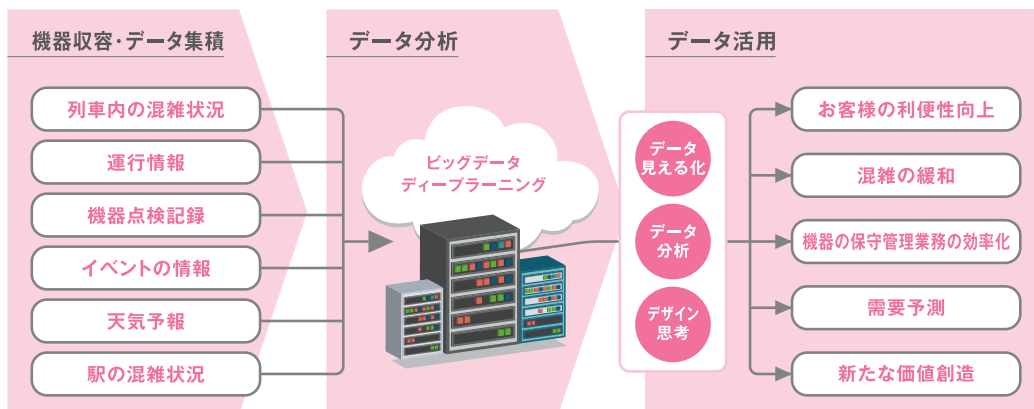 機器収容・データ集積
列車内の混雑状況
運行情報
機器点検記録
イベントの情報
天気予報
駅の混雑状況
データ分析
ビッグデータ
ディープラーニング
データ
見える化
データ
分析
デザイン
思考
データ活用
お客様の利便性向上
混雑の緩和
機器の保守管理業務の効率化
需要予測
新たな価値創造